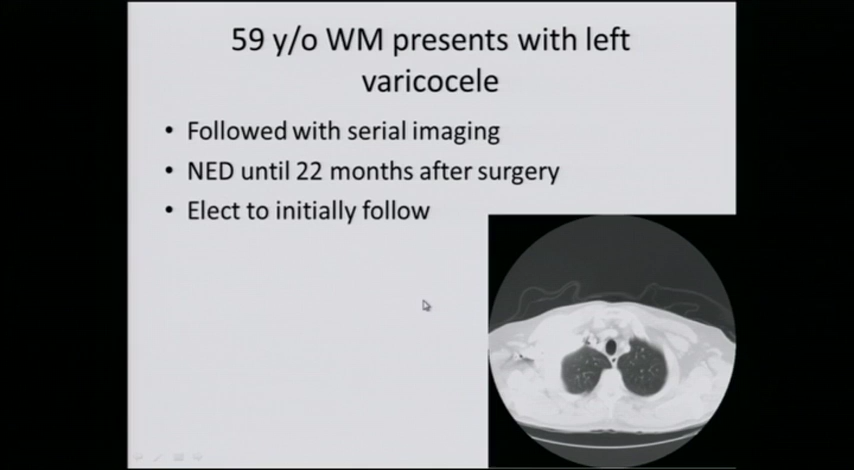 59 y/o WM presents with left
varicocele
• Followed with serial imaging
• NED until 22 months after surgery
• Elect to initially follow